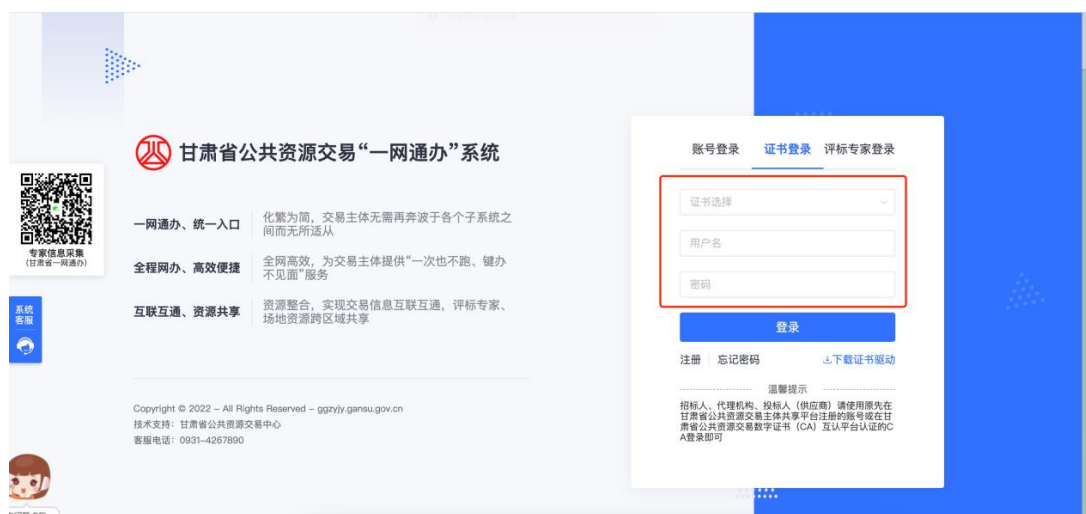 甘肃省公共资源交易“一网通办”系统
一网通办、统一入口
化繁为简，交易主体无需再奔波于各个子系统之
间而无所适从
全程网办、高效便捷
全网高效，为交易主体提供“一次也不跑、键办
不见面”服务
互联互通、资源共享
资源整合，实现交易信息互联互通，评标专家、
场地资源跨区域共享
Copyright © 2022 – All Rights Reserved – ggzyjy.gansu.gov.cn
技术支持：甘肃省公共资源交易中心
客服电话：0931–4267890
专家信息采集
(甘肃省一网通办)
系统
客服
账号登录 证书登录 评标专家登录
证书选择
用户名
密码
登录
注册 忘记密码 下载证书驱动
温馨提示
招标人、代理机构、投标人（供应商）请使用原先在
甘肃省公共资源交易主体共享平台注册的账号或在甘
肃省公共资源交易数字证书（CA）互认平台认证的C
A登录即可